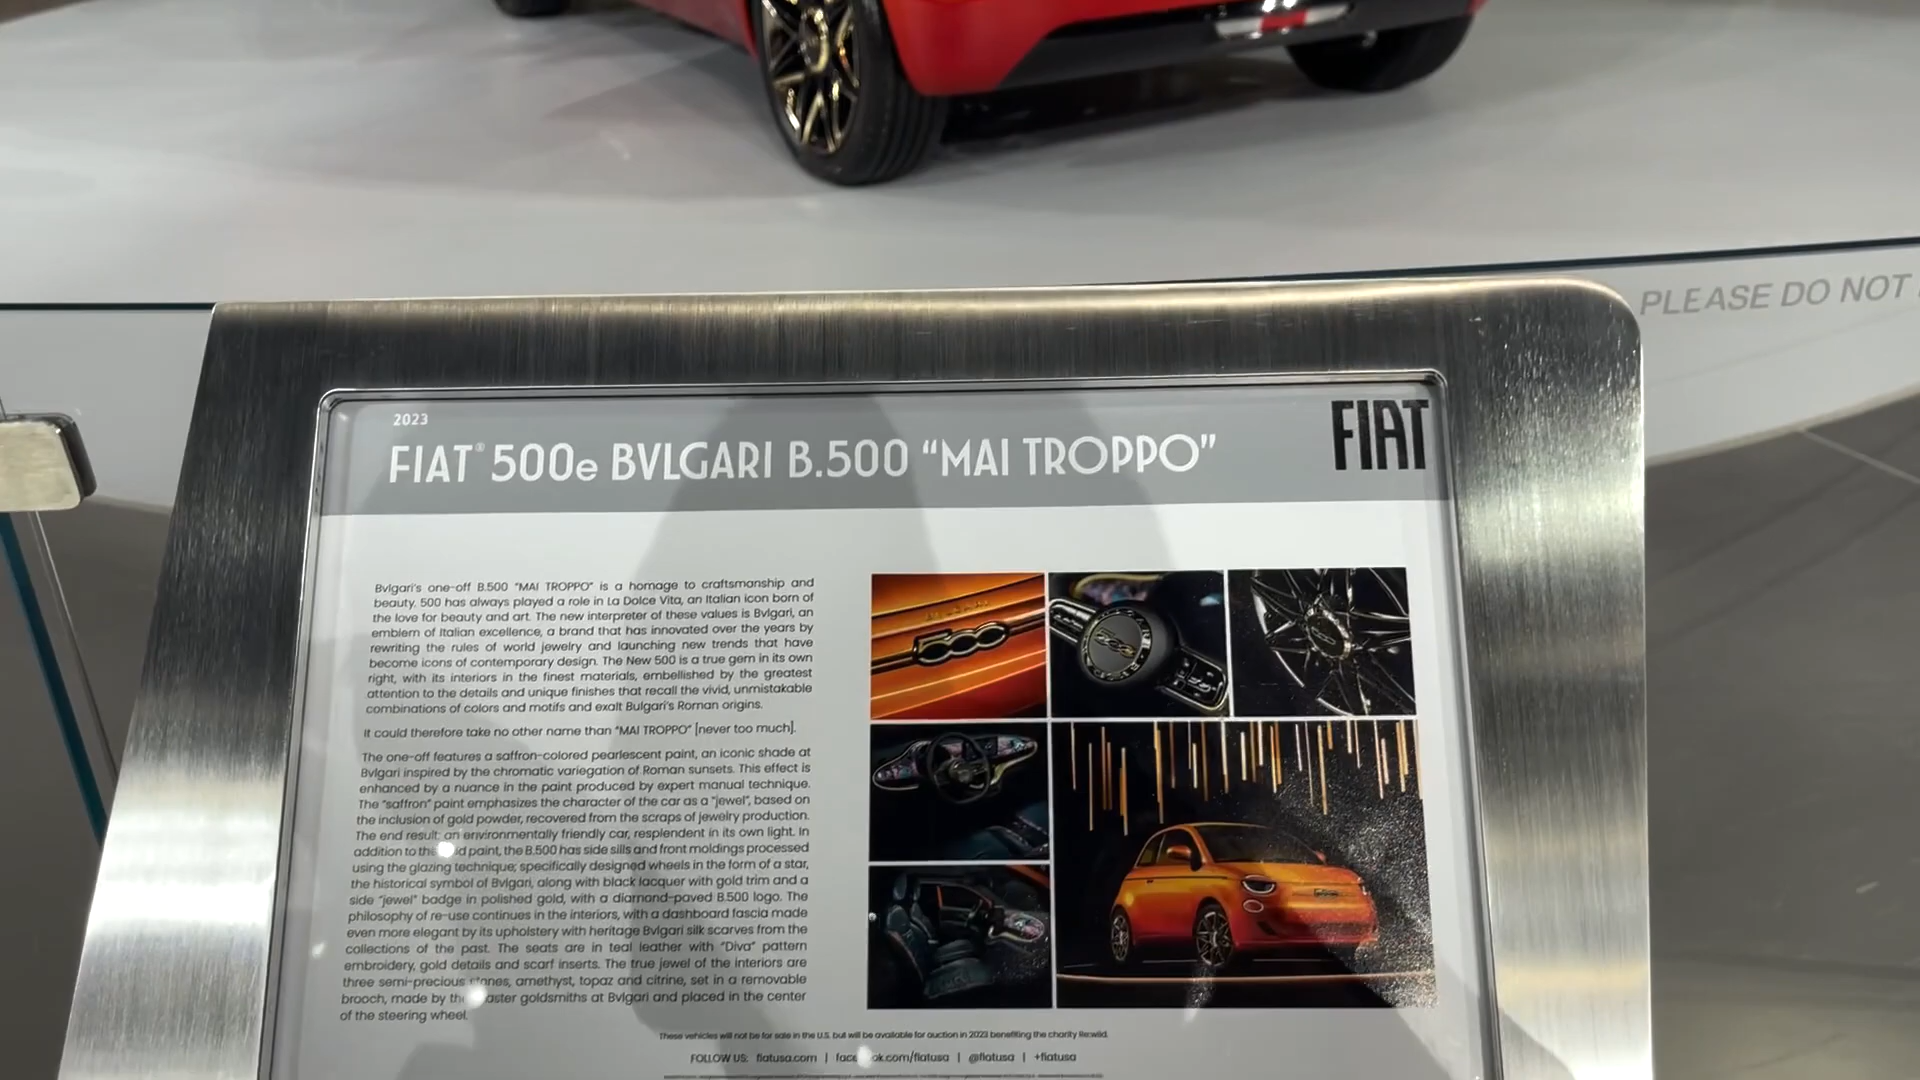 PLEASE DO NOT
2023
FIAT® 500e BVLGARI B.500 “MAI TROPPO”
FIAT
Bvlgari's one-off B.500 "MAI TROPPO" is a homage to craftsmanship and
beauty. 500 has always played a role in La Dolce Vita, an Italian icon born of
the love for beauty and art. The new interpreter of these values is Bvlgari, an
emblem of Italian excellence, a brand that has innovated over the years by
rewriting the rules of world jewelry and launching new trends that have
become icons of contemporary design. The New 500 is a true gem in its own
right, with its interiors in the finest materials, embellished by the greatest
attention to the details and unique finishes that recall the vivid, unmistakable
combinations of colors and motifs and exalt Bulgari's Roman origins.
It could therefore take no other name than "MAI TROPPO" [never too much].
The one-off features a saffron-colored pearlescent paint, an iconic shade at
Bvlgari inspired by the chromatic variegation of Roman sunsets. This effect is
enhanced by a nuance in the paint produced by expert manual technique.
The "saffron" paint emphasizes the character of the car as a "jewel", based on
the inclusion of gold powder, recovered from the scraps of jewelry production.
The end result: an environmentally friendly car, resplendent in its own light. In
addition to the paint, the B.500 has side sills and front moldings processed
using the glazing technique; specifically designed wheels in the form of a star,
the historical symbol of Bvlgari, along with black lacquer with gold trim and a
side "jewel" badge in polished gold, with a diamond-paved B.500 logo. The
philosophy of re-use continues in the interiors, with a dashboard fascia made
even more elegant by its upholstery with heritage Bvlgari silk scarves from the
collections of the past. The seats are in teal leather with "Diva" pattern
embroidery, gold details and scarf inserts. The true jewel of the interiors are
three semi-precious stones, amethyst, topaz and citrine, set in a removable
brooch, made by the master goldsmiths at Bvlgari and placed in the center
of the steering wheel.
500
These vehicles will not be for sale in the U.S. but will be available for auction in 2023 benefiting the charity Re:wild.
FOLLOW US: fiatusa.com | facebook.com/fiatusa | @fiatusa | +fiatusa